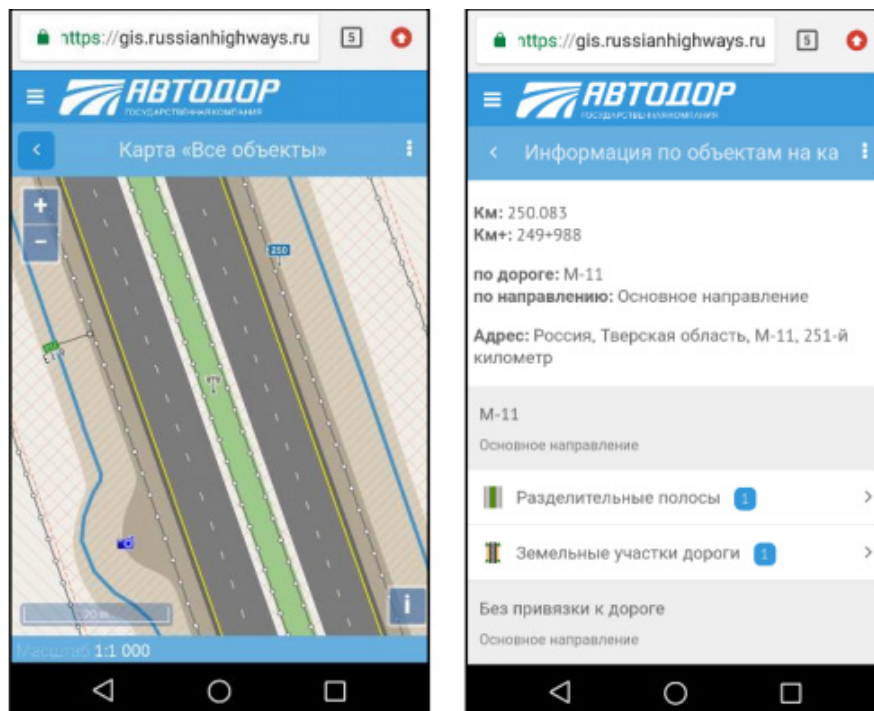 https://gis.russianhighways.ru
5
АВТОДОР
ГОСУДАРСТВЕННАЯ КОМПАНИЯ
Карта «Все объекты»
+
250
−
20 m
i
Масштаб 1:1 000
https://gis.russianhighways.ru
5
АВТОДОР
ГОСУДАРСТВЕННАЯ КОМПАНИЯ
Информация по объектам на ка
Км: 250.083
Км+: 249+988
по дороге: М-11
по направлению: Основное направление
Адрес: Россия, Тверская область, М-11, 251-й
километр
М-11
Основное направление
Разделительные полосы 1
Земельные участки дороги 1
Без привязки к дороге
Основное направление